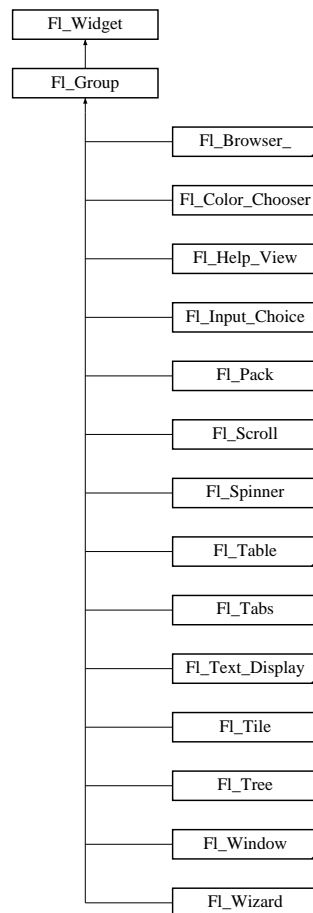 Fl_Widget
Fl_Group
Fl_Browser_
Fl_Color_Chooser
Fl_Help_View
Fl_Input_Choice
Fl_Pack
Fl_Scroll
Fl_Spinner
Fl_Table
Fl_Tabs
Fl_Text_Display
Fl_Tile
Fl_Tree
Fl_Window
Fl_Wizard